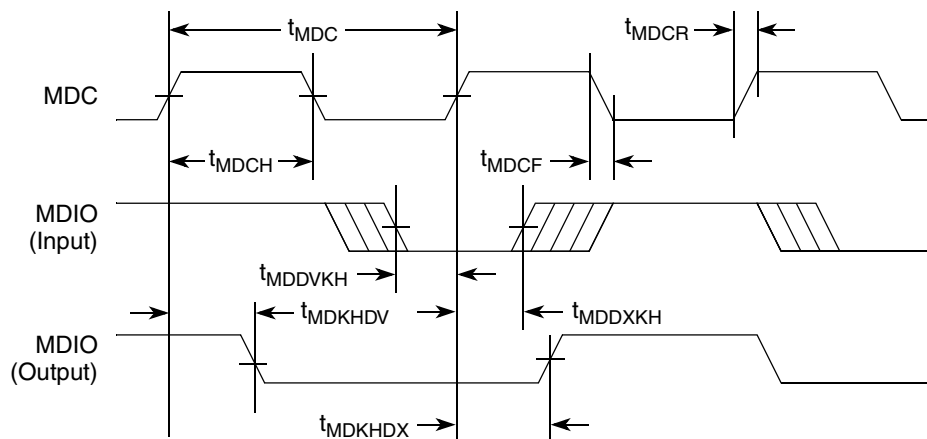 tMDC
tMDCR
MDC
tMDCH
tMDCF
MDIO
(Input)
tMDDVKH
tMDKHDV
tMDDXKH
MDIO
(Output)
tMDKHDX